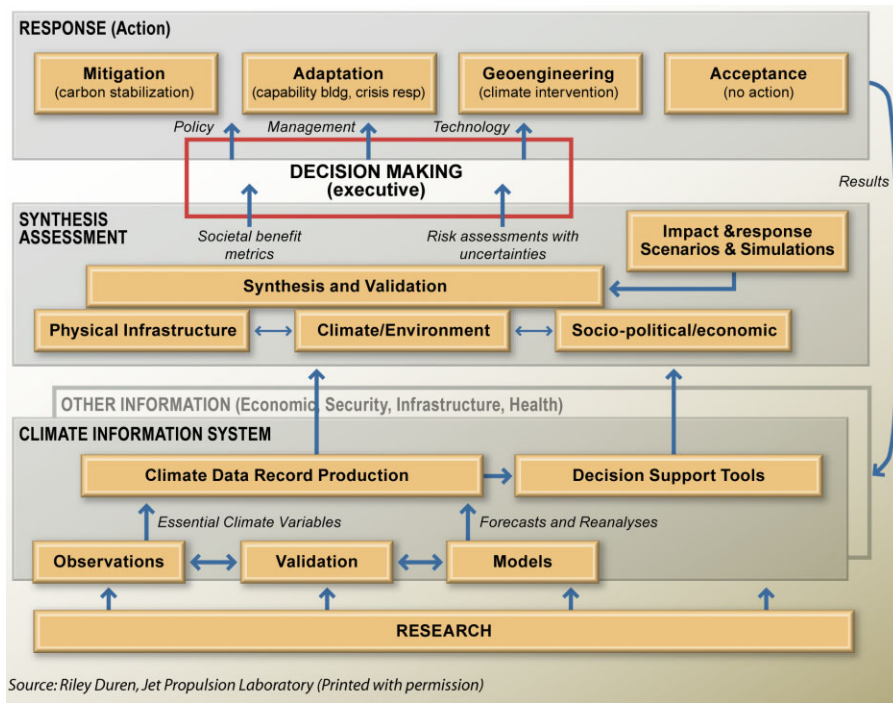 RESPONSE (Action)
Mitigation
(carbon stabilization)
Adaptation
(capability bldg, crisis resp)
Geoengineering
(climate intervention)
Acceptance
(no action)
Policy
Management
Technology
DECISION MAKING
(executive)
Results
SYNTHESIS
ASSESSMENT
Societal benefit
metrics
Risk assessments with
uncertainties
Impact &response
Scenarios & Simulations
Synthesis and Validation
Physical Infrastructure
Climate/Environment
Socio-political/economic
OTHER INFORMATION (Economic, Security, Infrastructure, Health)
CLIMATE INFORMATION SYSTEM
Climate Data Record Production
Decision Support Tools
Essential Climate Variables
Forecasts and Reanalyses
Observations
Validation
Models
RESEARCH
Source: Riley Duren, Jet Propulsion Laboratory (Printed with permission)